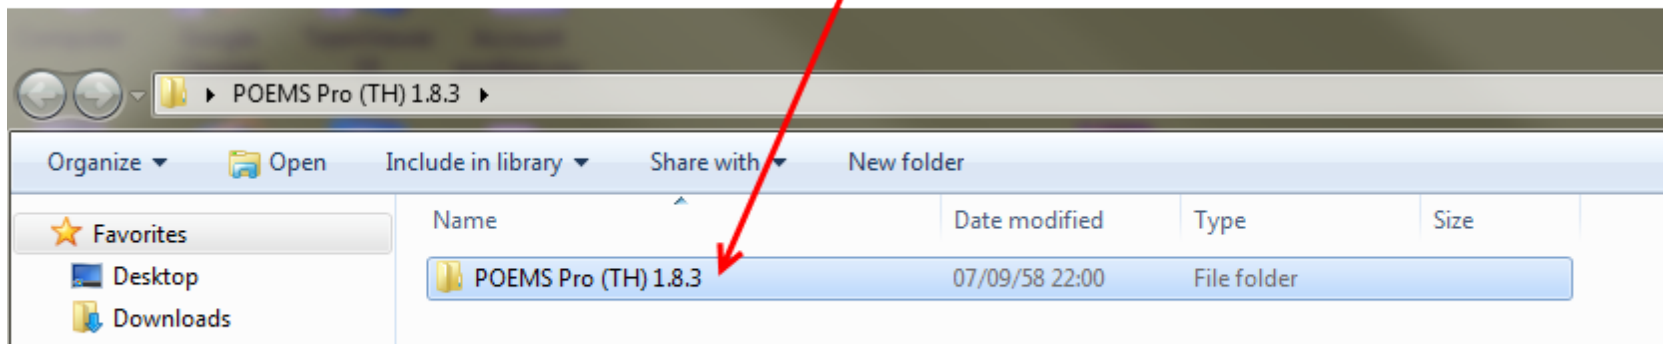 POEMS Pro (TH) 1.8.3
Organize Open Include in library Share with New folder
Name Date modified Type Size
Favorites
POEMS Pro (TH) 1.8.3 07/09/58 22:00 File folder
Desktop
Downloads